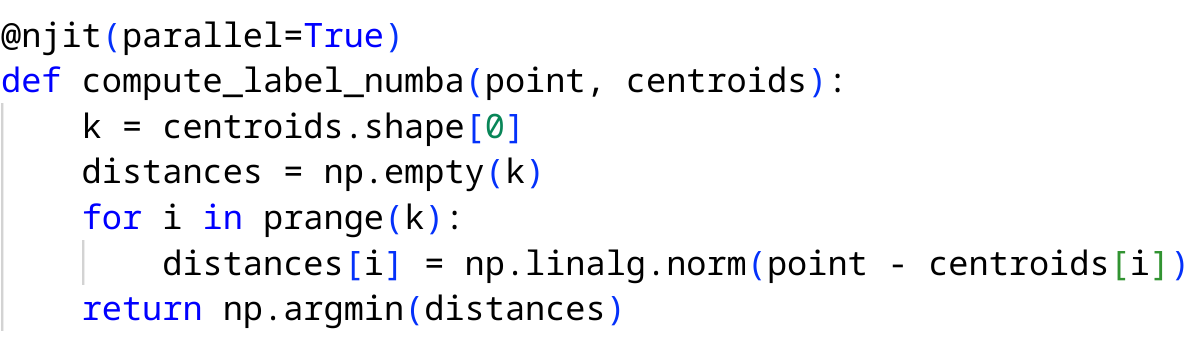 @njit(parallel=True)
def compute_label_numba(point, centroids):
    k = centroids.shape[0]
    distances = np.empty(k)
    for i in prange(k):
        distances[i] = np.linalg.norm(point - centroids[i])
    return np.argmin(distances)